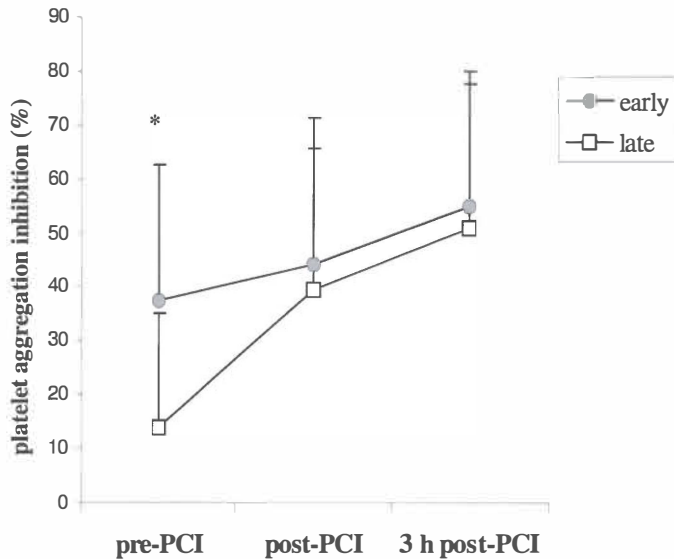 90
80
70
60
50
40
30
20
10
0
platelet aggregation inhibition (%)
*
early
late
pre-PCI post-PCI 3 h post-PCI